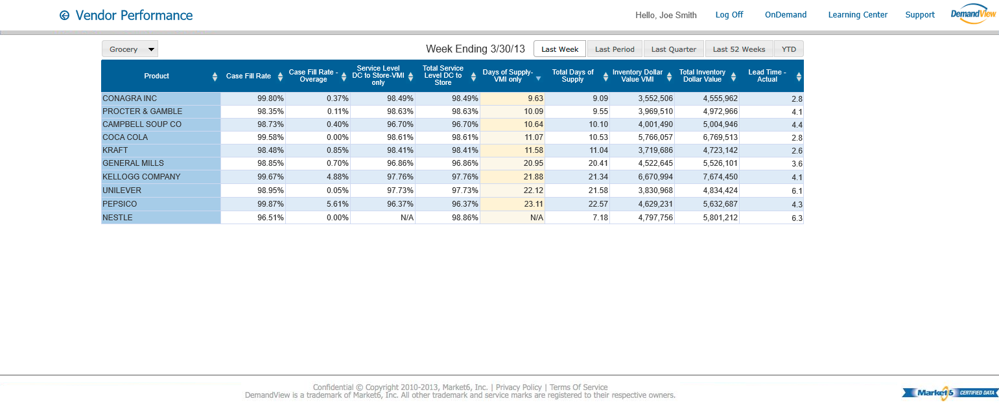 Vendor Performance
Hello, Joe Smith Log Off OnDemand Learning Center Support DemandView
Grocery Week Ending 3/30/13 Last Week Last Period Last Quarter Last 52 Weeks YTD
Product Case Fill Rate Case Fill Rate - Overage Service Level DC to Store-VMI only Total Service Level DC to Store Days of Supply-VMI only Total Days of Supply Inventory Dollar Value VMI Total Inventory Dollar Value Lead Time - Actual
CONAGRA INC 99.80% 0.37% 98.49% 98.49% 9.63 9.09 3,552,506 4,555,962 2.8
PROCTER & GAMBLE 98.35% 0.11% 98.63% 98.63% 10.09 9.55 3,969,510 4,972,966 4.1
CAMPBELL SOUP CO 98.73% 0.40% 96.70% 96.70% 10.64 10.10 4,001,490 5,004,946 4.4
COCA COLA 99.58% 0.00% 98.61% 98.61% 11.07 10.53 5,766,057 6,769,513 2.8
KRAFT 98.48% 0.85% 98.41% 98.41% 11.58 11.04 3,719,686 4,723,142 2.6
GENERAL MILLS 98.85% 0.70% 96.86% 96.86% 20.95 20.41 4,522,645 5,526,101 3.6
KELLOGG COMPANY 99.67% 4.88% 97.76% 97.76% 21.88 21.34 6,670,994 7,674,450 4.1
UNILEVER 98.95% 0.05% 97.73% 97.73% 22.12 21.58 3,830,968 4,834,424 6.1
PEPSICO 99.87% 5.61% 96.37% 96.37% 23.11 22.57 4,629,231 5,632,687 4.3
NESTLE 96.51% 0.00% N/A 98.86% N/A 7.18 4,797,756 5,801,212 6.3
Confidential © Copyright 2010-2013, Market6, Inc. | Privacy Policy | Terms Of Service
DemandView is a trademark of Market6, Inc. All other trademark and service marks are registered to their respective owners.
Market6 CERTIFIED DATA